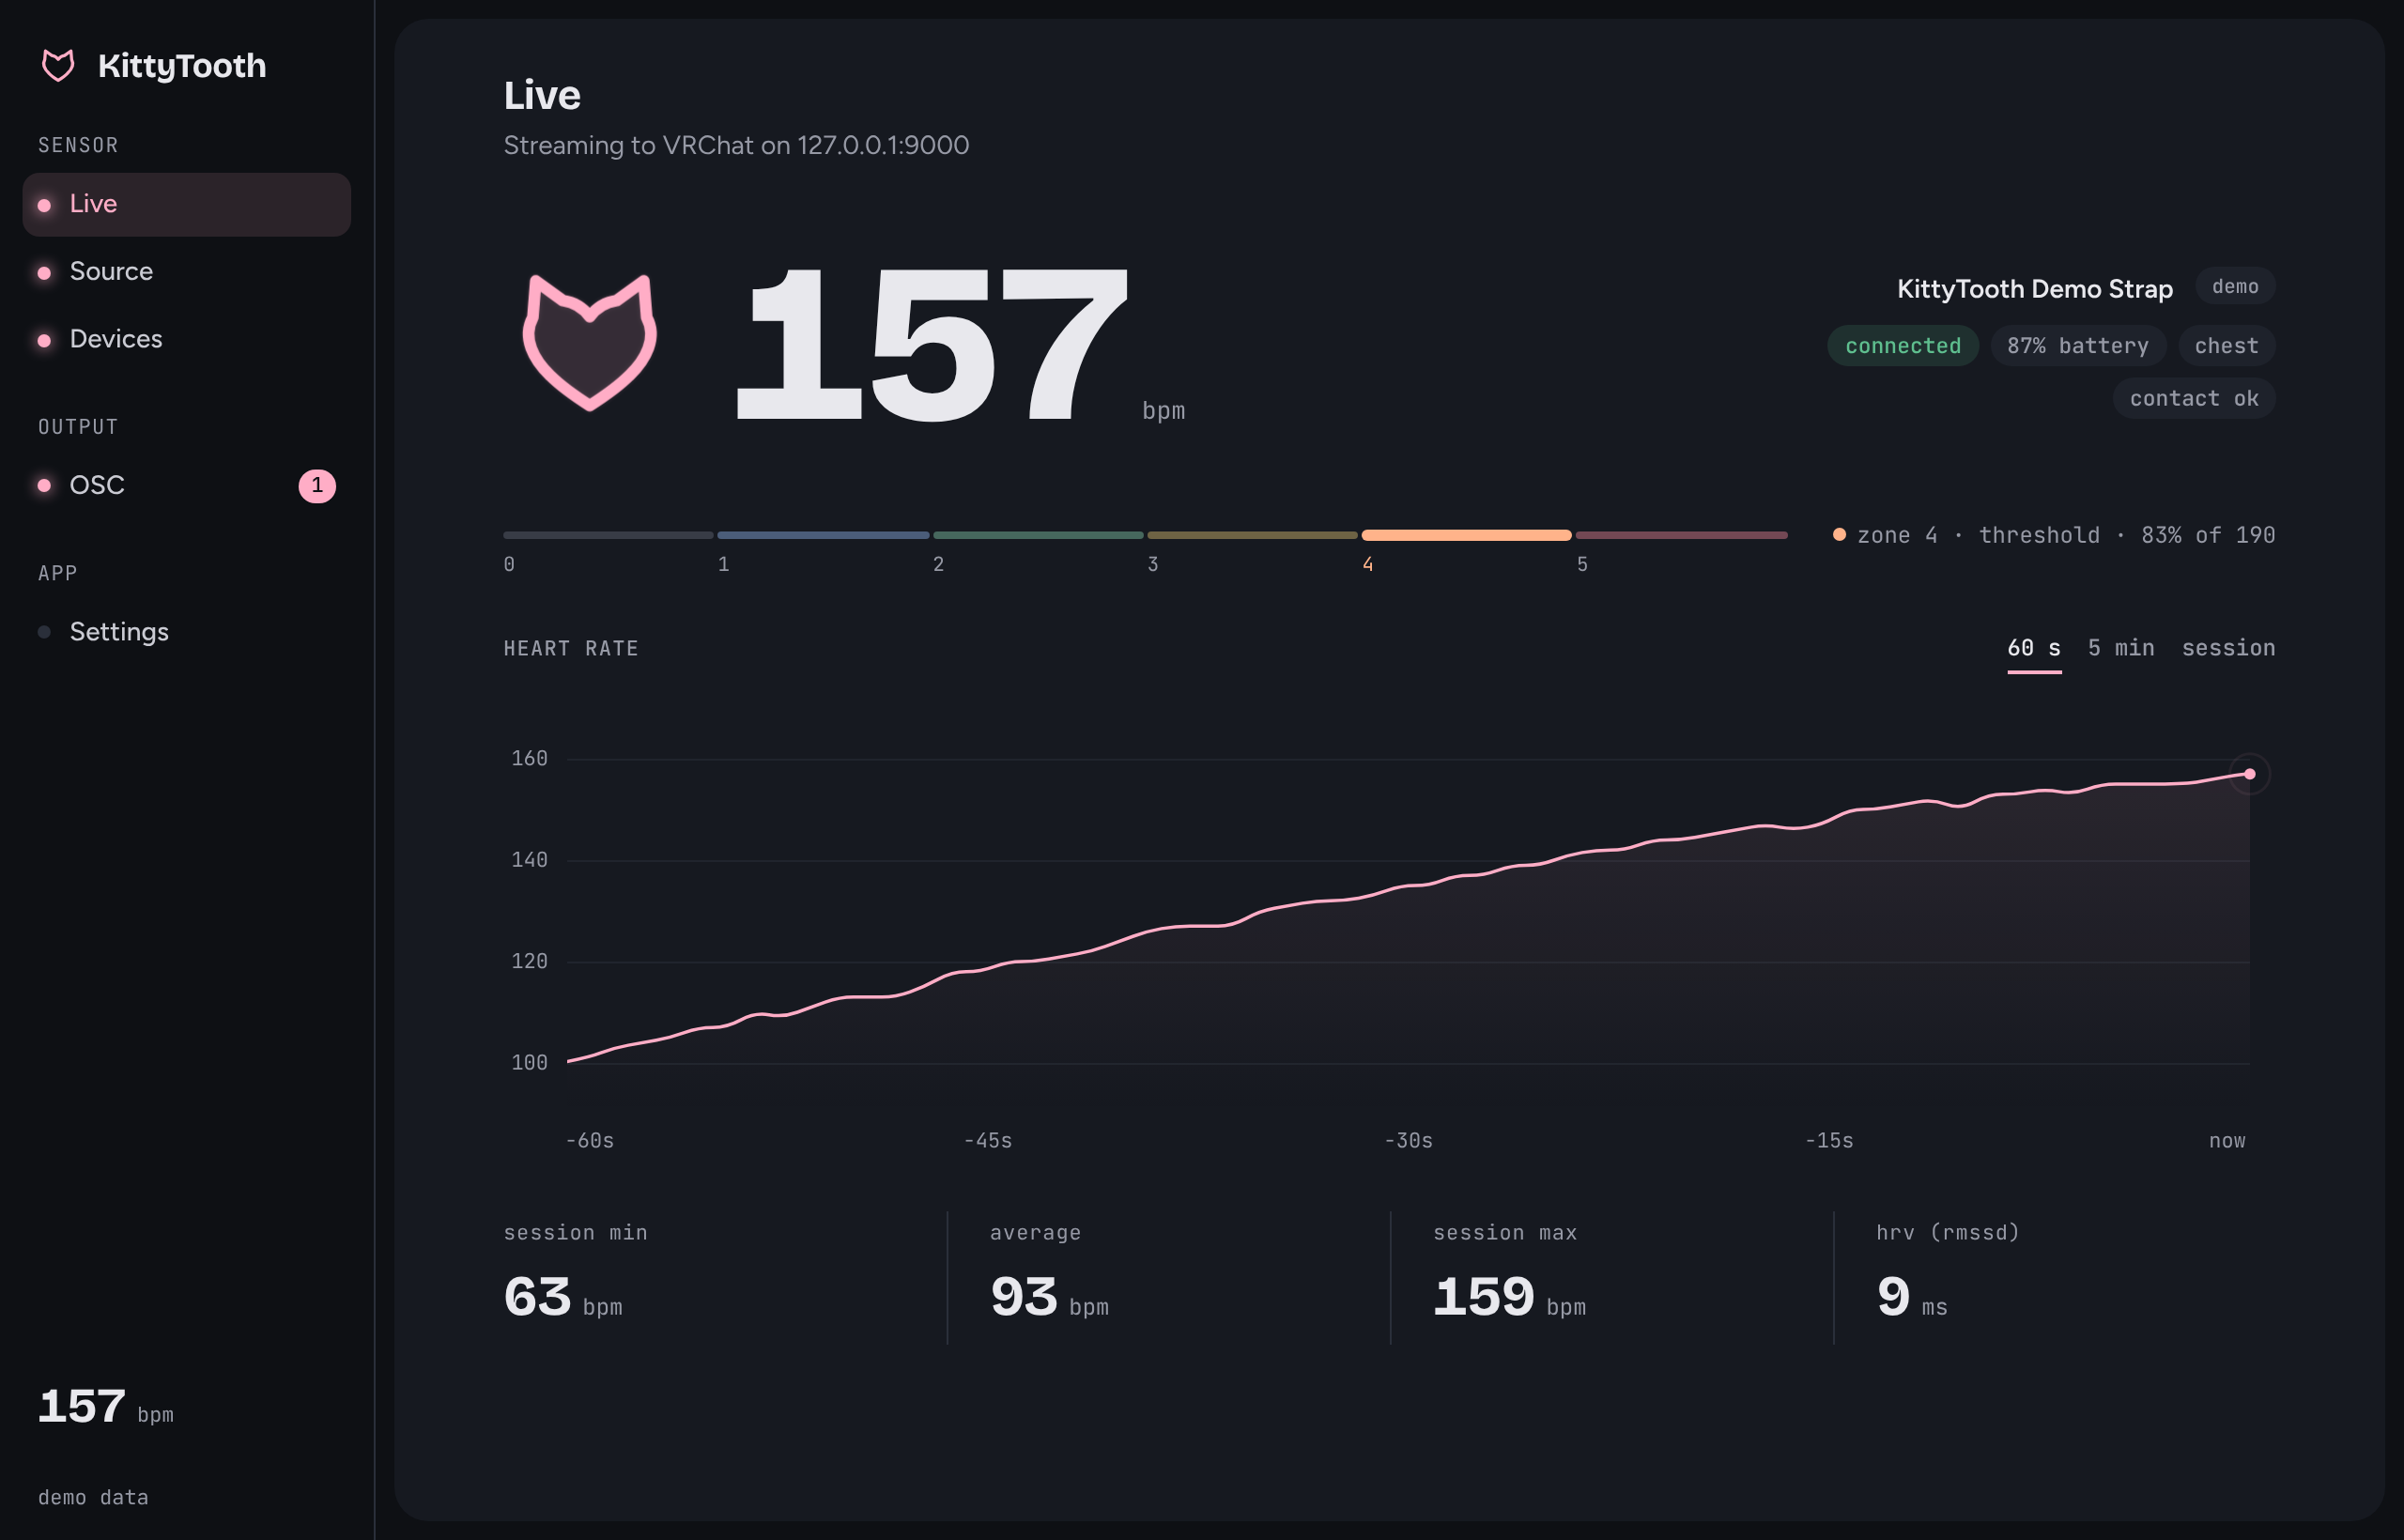 KittyTooth
SENSOR
Live
Source
Devices
OUTPUT
OSC 1
APP
Settings
157 bpm
demo data
Live
Streaming to VRChat on 127.0.0.1:9000
157 bpm
KittyTooth Demo Strap demo
connected 87% battery chest
contact ok
zone 4 · threshold · 83% of 190
0 1 2 3 4 5
HEART RATE 60 s 5 min session
160
140
120
100
-60s -45s -30s -15s now
session min average session max hrv (rmssd)
63 bpm 93 bpm 159 bpm 9 ms